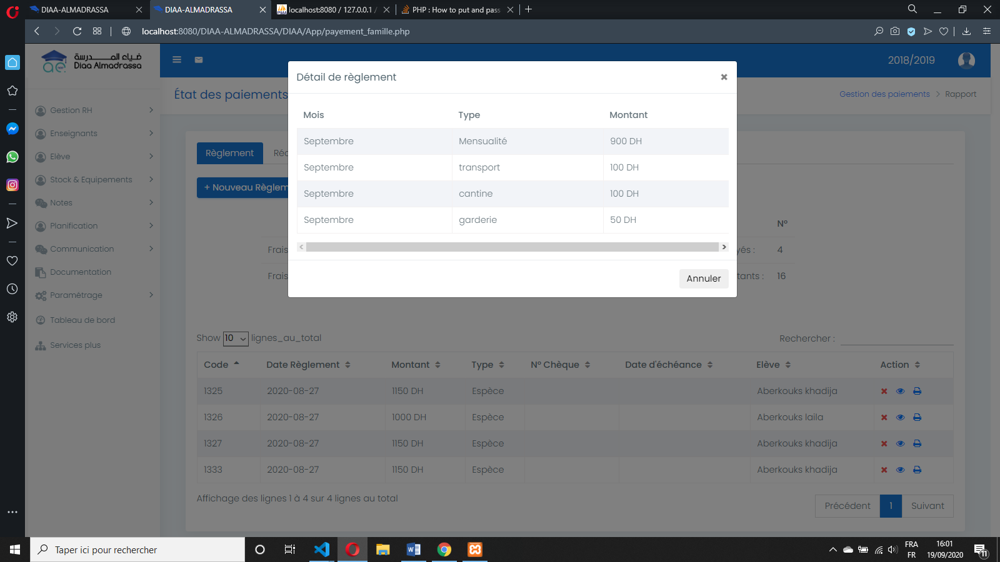 DIAA-ALMADRASSA
DIAA-ALMADRASSA
localhost:8080 / 127.0.0.1 /
PHP : How to put and pass
localhost:8080/DIAA-ALMADRASSA/DIAA/App/payement_famille.php
ضياء المدرسة
Diaa Almadrassa
2018/2019
État des paiements
Gestion des paiements > Rapport
Gestion RH
Enseignants
Elève
Stock & Equipements
Notes
Planification
Communication
Documentation
Paramétrage
Tableau de bord
Services plus
Règlement
Réc
+ Nouveau Règlem
Détail de règlement
Mois Type Montant
Septembre Mensualité 900 DH
Septembre transport 100 DH
Septembre cantine 100 DH
Septembre garderie 50 DH
Annuler
N°
Frais yés : 4
Frais tants : 16
Show 10 lignes_au_total
Rechercher :
Code Date Règlement Montant Type N° Chèque Date d'échéance Elève Action
1325 2020-08-27 1150 DH Espèce Aberkouks khadija
1326 2020-08-27 1000 DH Espèce Aberkouks laila
1327 2020-08-27 1150 DH Espèce Aberkouks khadija
1333 2020-08-27 1150 DH Espèce Aberkouks khadija
Affichage des lignes 1 à 4 sur 4 lignes au total
Précédent 1 Suivant
Taper ici pour rechercher
FRA
FR
16:01
19/09/2020
11